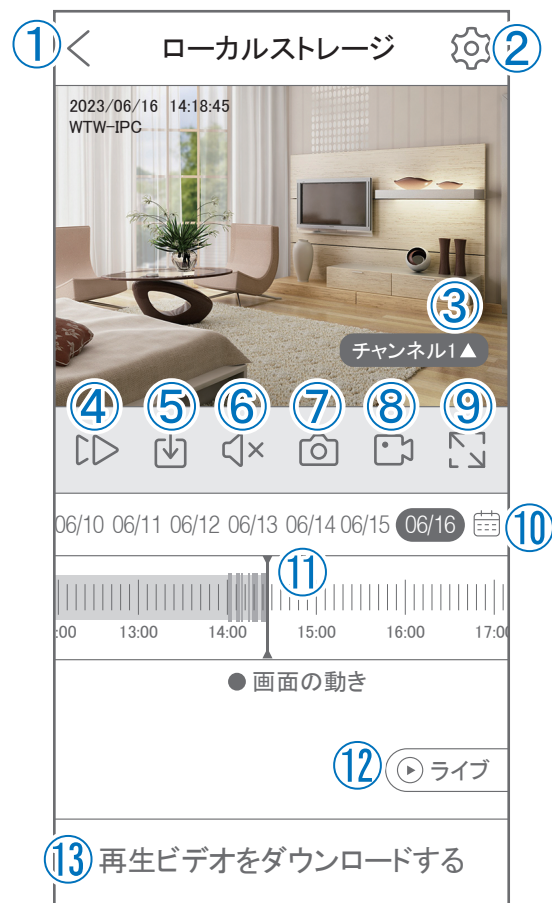 ① ローカルストレージ ②
2023/06/16 14:18:45
WTW-IPC
③
チャンネル1▲
④ ⑤ ⑥ ⑦ ⑧ ⑨
06/10 06/11 06/12 06/13 06/14 06/15 06/16 ⑩
⑪
:00 13:00 14:00 15:00 16:00 17:0
●画面の動き
⑫ ライブ
⑬ 再生ビデオをダウンロードする